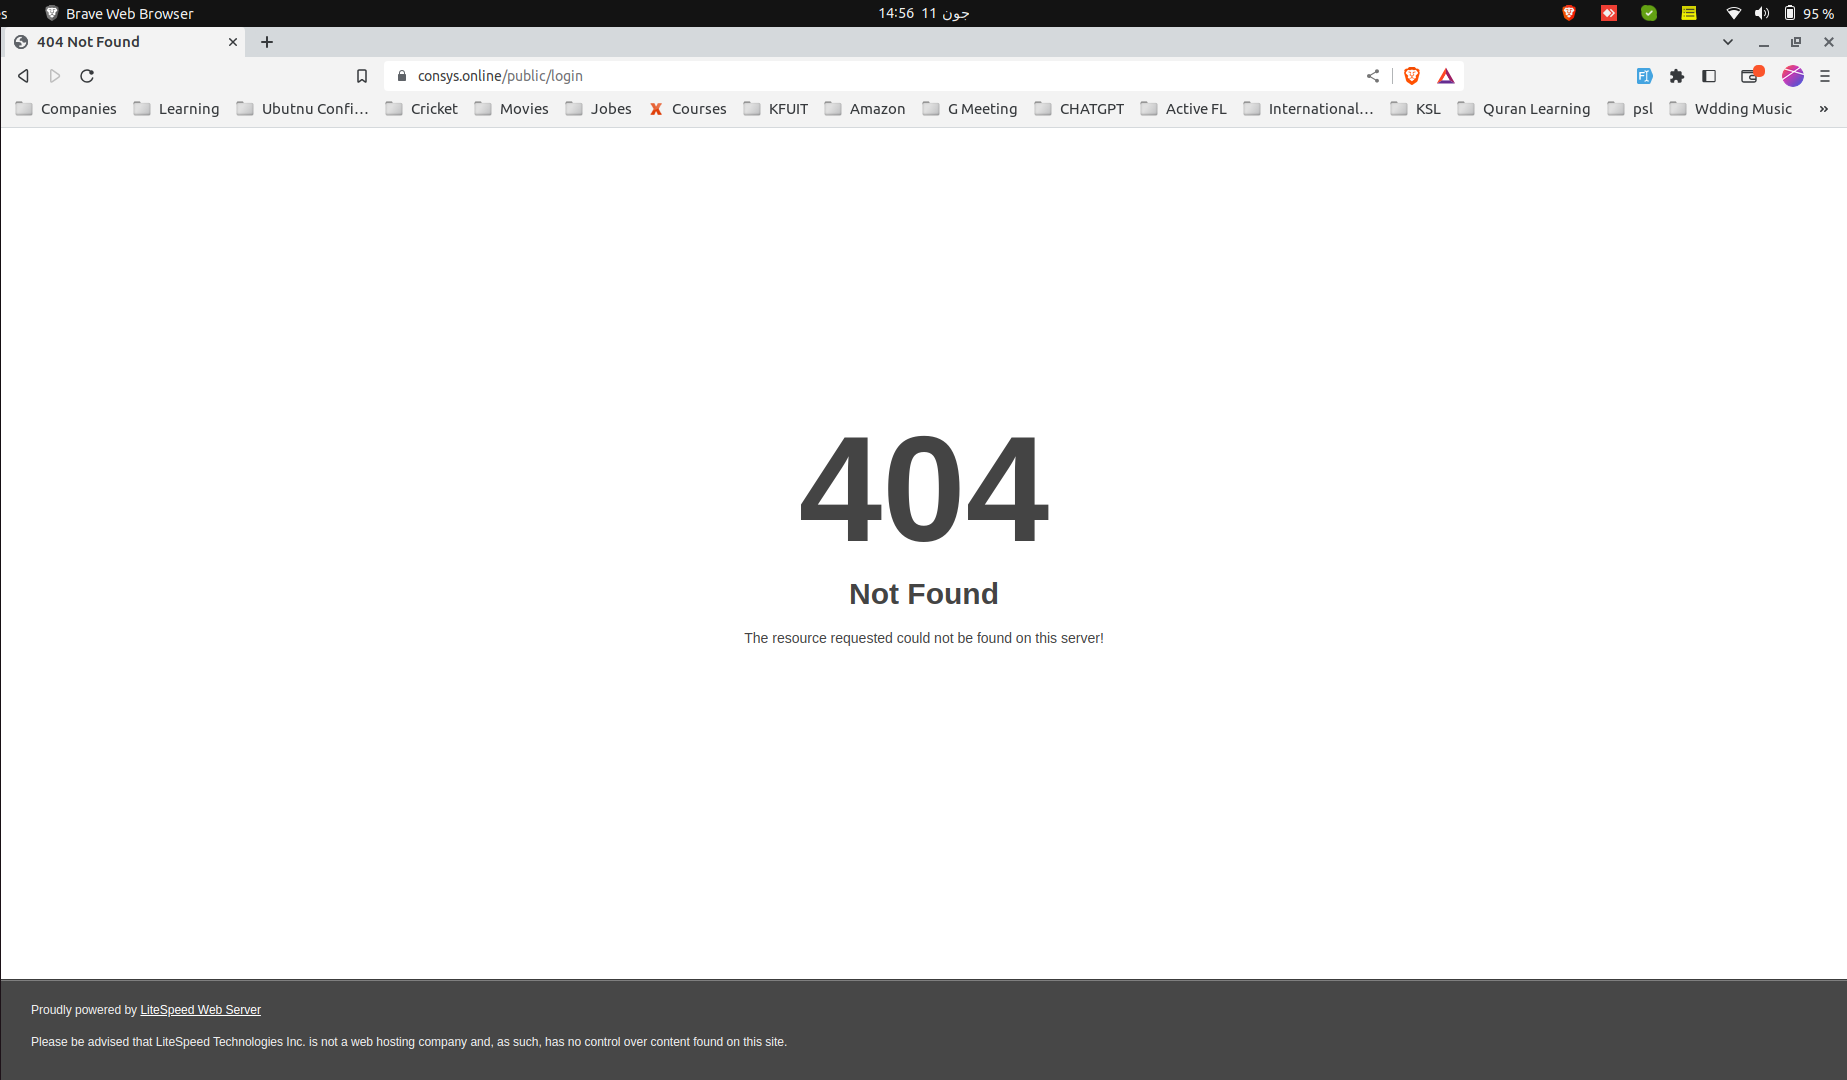 s Brave Web Browser 14:56 11 جون 95 %
404 Not Found
consys.online/public/login
Companies Learning Ubutnu Confi... Cricket Movies Jobes Courses KFUIT Amazon G Meeting CHATGPT Active FL International... KSL Quran Learning psl Wdding Music »
404
Not Found
The resource requested could not be found on this server!
Proudly powered by LiteSpeed Web Server
Please be advised that LiteSpeed Technologies Inc. is not a web hosting company and, as such, has no control over content found on this site.